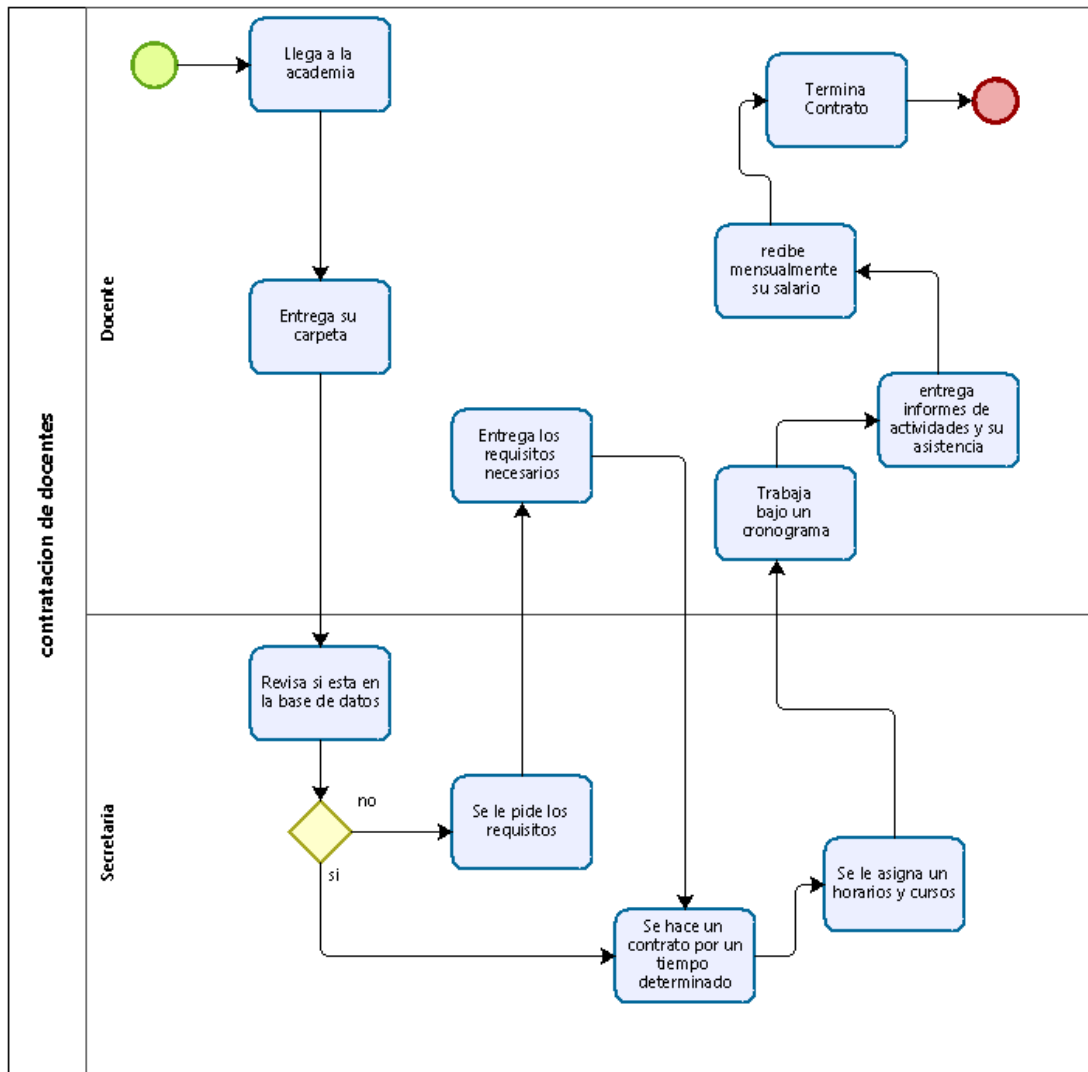 contratacion de docentes
Docente
Llega a la
academia
Entrega su
carpeta
Entrega los
requisitos
necesarios
Termina
Contrato
recibe
mensualmente
su salario
entrega
informes de
actividades y su
asistencia
Trabaja
bajo un
cronograma
Secretaria
Revisa si esta en
la base de datos
no
si
Se le pide los
requisitos
Se hace un
contrato por un
tiempo
determinado
Se le asigna un
horarios y cursos